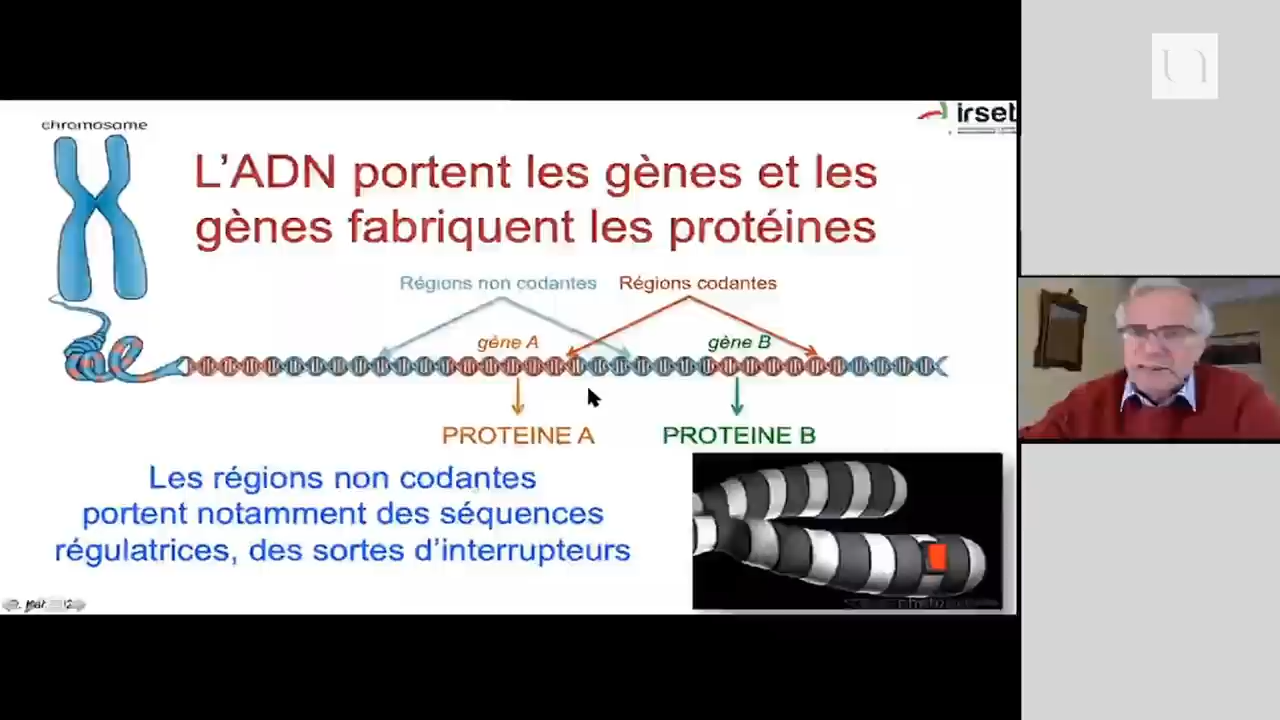 chromosome
irset
L’ADN portent les gènes et les
gènes fabriquent les protéines
Régions non codantes
Régions codantes
gène A
gène B
PROTEINE A
PROTEINE B
Les régions non codantes
portent notamment des séquences
régulatrices, des sortes d’interrupteurs